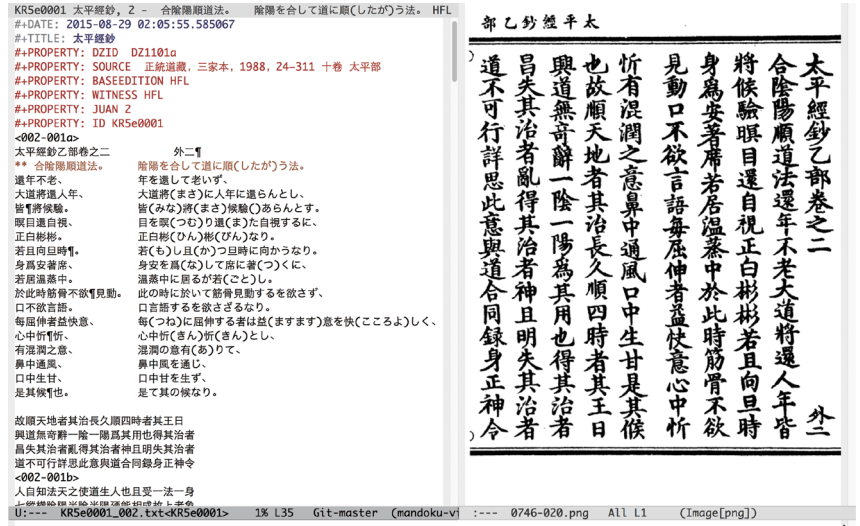 KR5e0001 太平經鈔, 2 -  合陰陽順道法。  陰陽を合して道に順(したが)う法。 HFL
#+DATE: 2015-08-29 02:05:55.585067
#+TITLE: 太平經鈔
#+PROPERTY: DZID  DZ1101a
#+PROPERTY: SOURCE  正統道藏, 三家本, 1988, 24—311 十卷 太平部
#+PROPERTY: BASEEDITION HFL
#+PROPERTY: WITNESS HFL
#+PROPERTY: JUAN 2
#+PROPERTY: ID KR5e0001
<002-001a>
太平經鈔乙部卷之二 外二¶
** 合陰陽順道法。 陰陽を合して道に順(したが)う法。
還年不老、 年を還して老いず、
大道將還人年、 大道將(まさ)に人年に還らんとし、
皆¶將候驗。 皆(みな)將(まさ)候驗()あらんとす。
瞑目還自視、 目を瞑(つむ)り還(ま)た自視するに、
正白彬彬。 正白彬(ひん)彬(びん)なり。
若且向旦時¶。 若(も)し且(か)つ旦時に向かうなり。
身爲安著席、 身安を爲(な)して席に著(つ)くに、
若居溫蒸中。 溫蒸中に居るが若(ごと)し。
於此時筋骨不欲¶見動。 此の時に於いて筋骨見動するを欲さず、
口不欲言語。 口言語するを欲さざるなり。
每屈伸者益快意、 每(つね)に屈伸する者は益(ますます)意を快(こころよ)しく、
心中忻¶忻、 心中忻(きん)忻(きん)とし、
有混潤之意、 混潤の意有(あ)りて、
鼻中通風、 鼻中風を通じ、
口中生甘、 口中甘を生ず、
是其候¶也。 是て其の候なり。
故順天地者其治長久順四時者其王日
興道無奇辭一陰一陽爲其用也得其治者
昌失其治者亂得其治者神且明失其治者
道不可行詳思此意與道合同録身正神令
<002-001b>
人自知法天之使道生人也且受一法一身
U:---  KR5e0001_002.txt<KR5e0001>  1% L35  Git-master  (mandoku-vi
太平經鈔乙部
太平經鈔乙部卷之二 外二
合陰陽順道法還年不老大道將還人年皆
將候驗瞑目還自視正白彬彬若且向旦時
身為安著席若居溫蒸中於此時筋骨不欲
見動口不欲言語每屈伸者益快意心中忻
忻有混潤之意鼻中通風口中生甘是其候
也故順天地者其治長久順四時者其王日
興道無奇辭一陰一陽為其用也得其治者
昌失其治者亂得其治者神且明失其治者
道不可行詳思此意與道合同録身正神令
:---  0746-020.png  All L1  (Image[png])